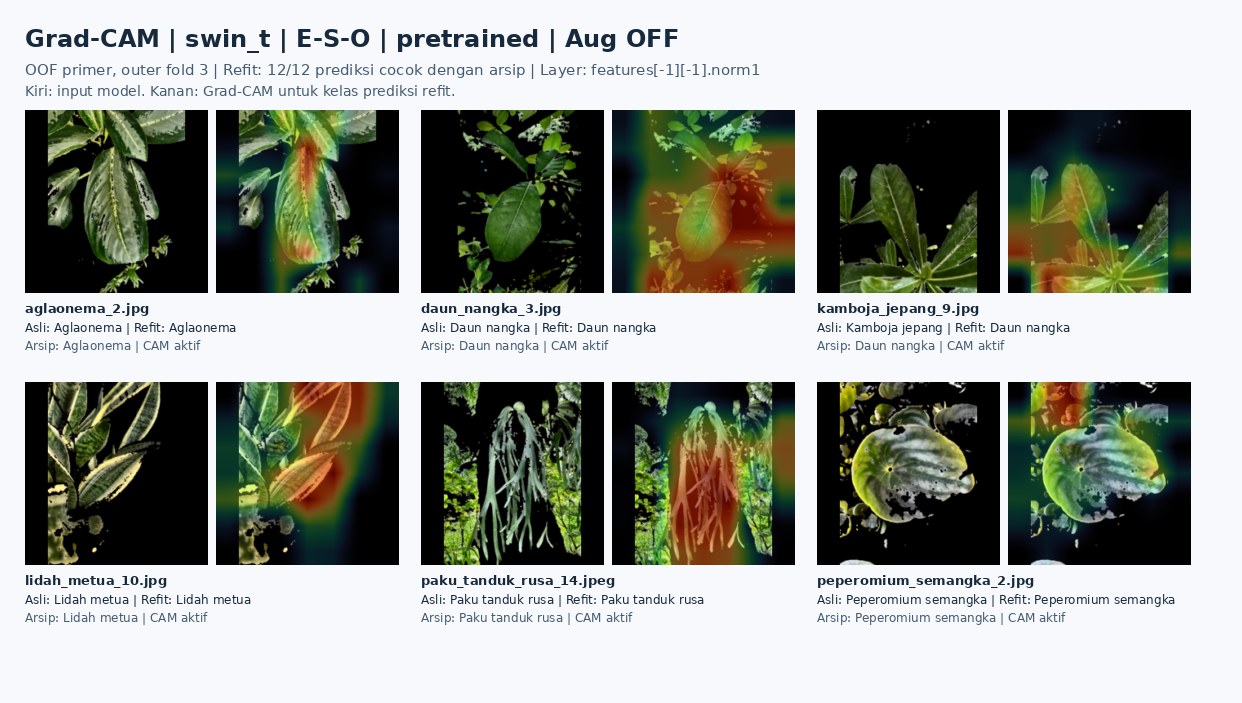 Grad-CAM | swin_t | E-S-O | pretrained | Aug OFF
OOF primer, outer fold 3 | Refit: 12/12 prediksi cocok dengan arsip | Layer: features[-1][-1].norm1
Kiri: input model. Kanan: Grad-CAM untuk kelas prediksi refit.
aglaonema_2.jpg
Asli: Aglaonema | Refit: Aglaonema
Arsip: Aglaonema | CAM aktif
daun_nangka_3.jpg
Asli: Daun nangka | Refit: Daun nangka
Arsip: Daun nangka | CAM aktif
kamboja_jepang_9.jpg
Asli: Kamboja jepang | Refit: Daun nangka
Arsip: Daun nangka | CAM aktif
lidah_metua_10.jpg
Asli: Lidah metua | Refit: Lidah metua
Arsip: Lidah metua | CAM aktif
paku_tanduk_rusa_14.jpeg
Asli: Paku tanduk rusa | Refit: Paku tanduk rusa
Arsip: Paku tanduk rusa | CAM aktif
peperomium_semangka_2.jpg
Asli: Peperomium semangka | Refit: Peperomium semangka
Arsip: Peperomium semangka | CAM aktif